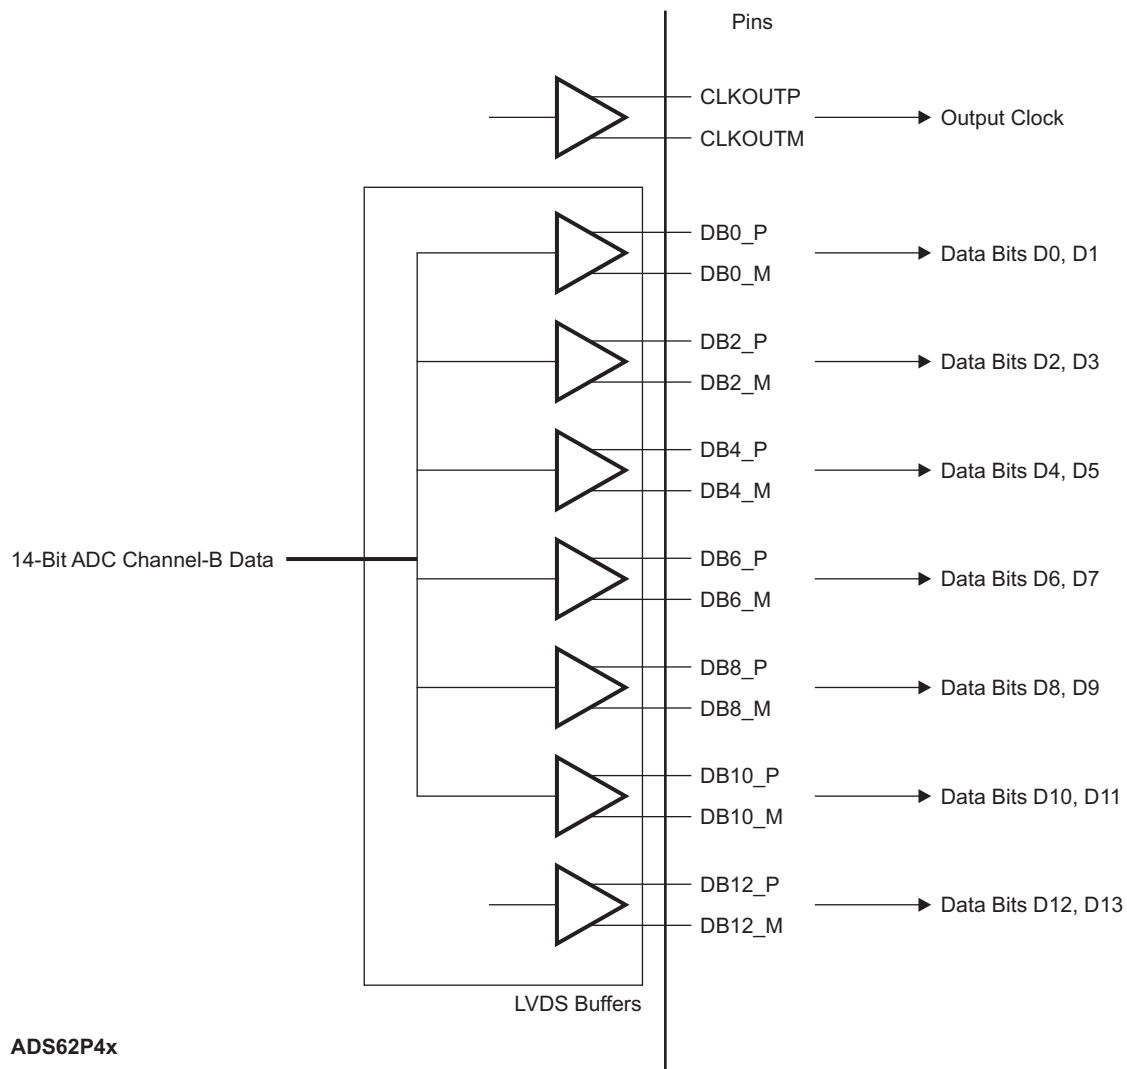 Pins
CLKOUTP
CLKOUTM
Output Clock
DB0_P
DB0_M
Data Bits D0, D1
DB2_P
DB2_M
Data Bits D2, D3
DB4_P
DB4_M
Data Bits D4, D5
14-Bit ADC Channel-B Data
DB6_P
DB6_M
Data Bits D6, D7
DB8_P
DB8_M
Data Bits D8, D9
DB10_P
DB10_M
Data Bits D10, D11
DB12_P
DB12_M
Data Bits D12, D13
LVDS Buffers
ADS62P4x